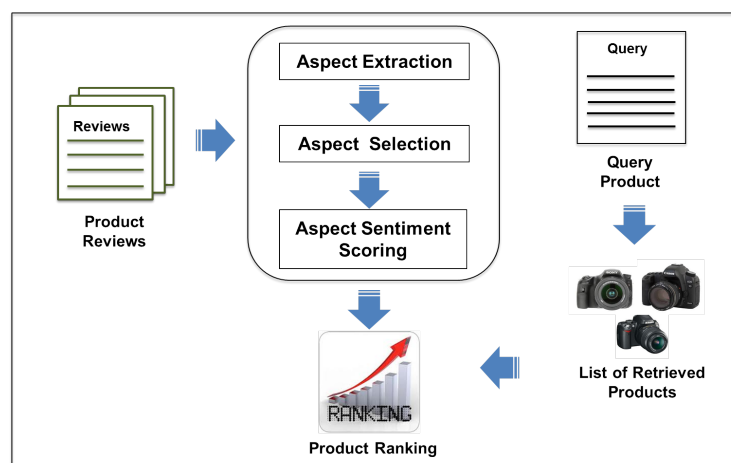 Aspect Extraction
Aspect Selection
Aspect Sentiment
Scoring
Reviews
Product
Reviews
Query
Query
Product
List of Retrieved
Products
RANKING
Product Ranking